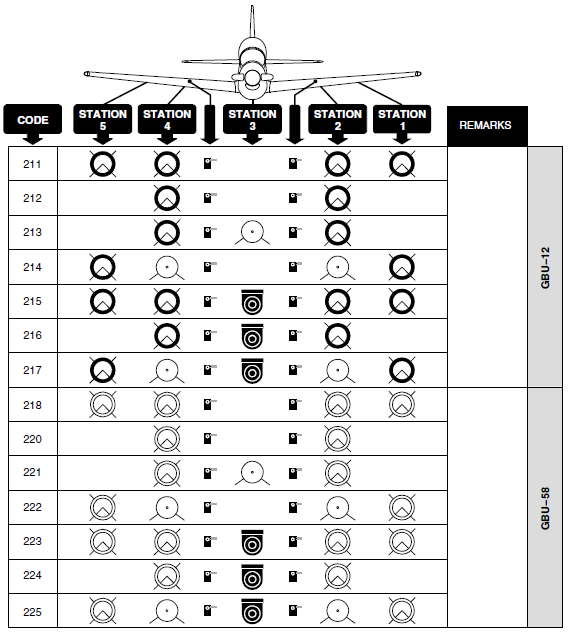 CODE
STATION 5
STATION 4
STATION 3
STATION 2
STATION 1
REMARKS
211
212
213
214
215
216
217
GBU-12
218
220
221
222
223
224
225
GBU-58